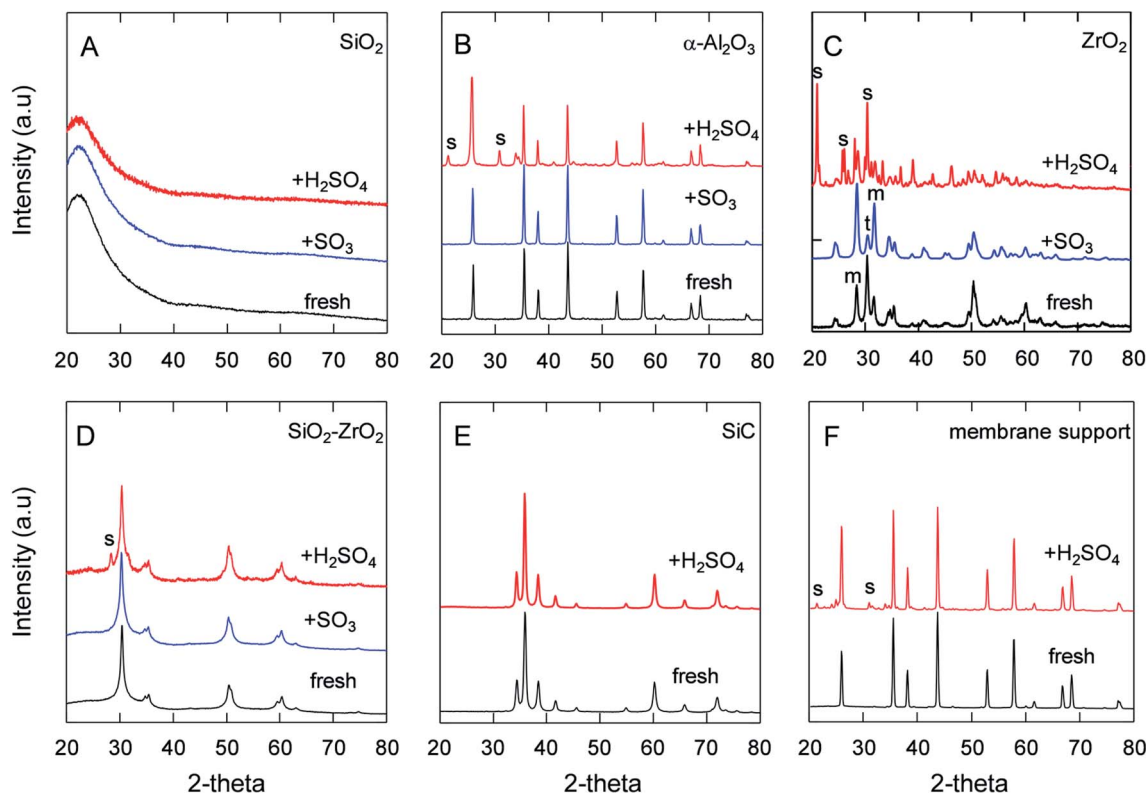 Intensity (a.u)
A
SiO₂
+H₂SO₄
+SO₃
fresh
20 30 40 50 60 70 80
B
α-Al₂O₃
s
s
+H₂SO₄
+SO₃
fresh
20 30 40 50 60 70 80
C
ZrO₂
s
s
s
+H₂SO₄
m
t
+SO₃
m
fresh
20 30 40 50 60 70 80
Intensity (a.u)
D
SiO₂-ZrO₂
s
+H₂SO₄
+SO₃
fresh
20 30 40 50 60 70 80
2-theta
E
SiC
+H₂SO₄
fresh
20 30 40 50 60 70 80
2-theta
F
membrane support
+H₂SO₄
s
s
fresh
20 30 40 50 60 70 80
2-theta